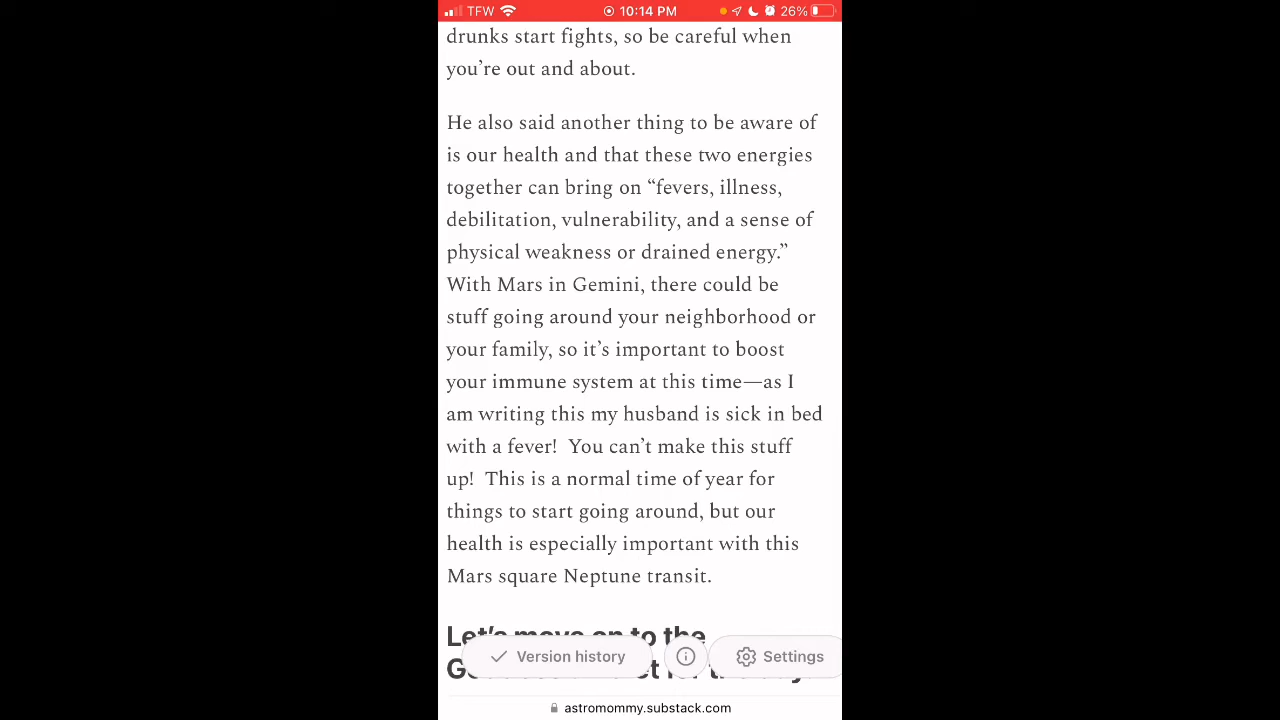 TFW 10:14 PM 26%
drunks start fights, so be careful when
you’re out and about.
He also said another thing to be aware of
is our health and that these two energies
together can bring on “fevers, illness,
debilitation, vulnerability, and a sense of
physical weakness or drained energy.”
With Mars in Gemini, there could be
stuff going around your neighborhood or
your family, so it’s important to boost
your immune system at this time—as I
am writing this my husband is sick in bed
with a fever!  You can’t make this stuff
up!  This is a normal time of year for
things to start going around, but our
health is especially important with this
Mars square Neptune transit.
Let’s move on to the
Version history Settings
astromommy.substack.com